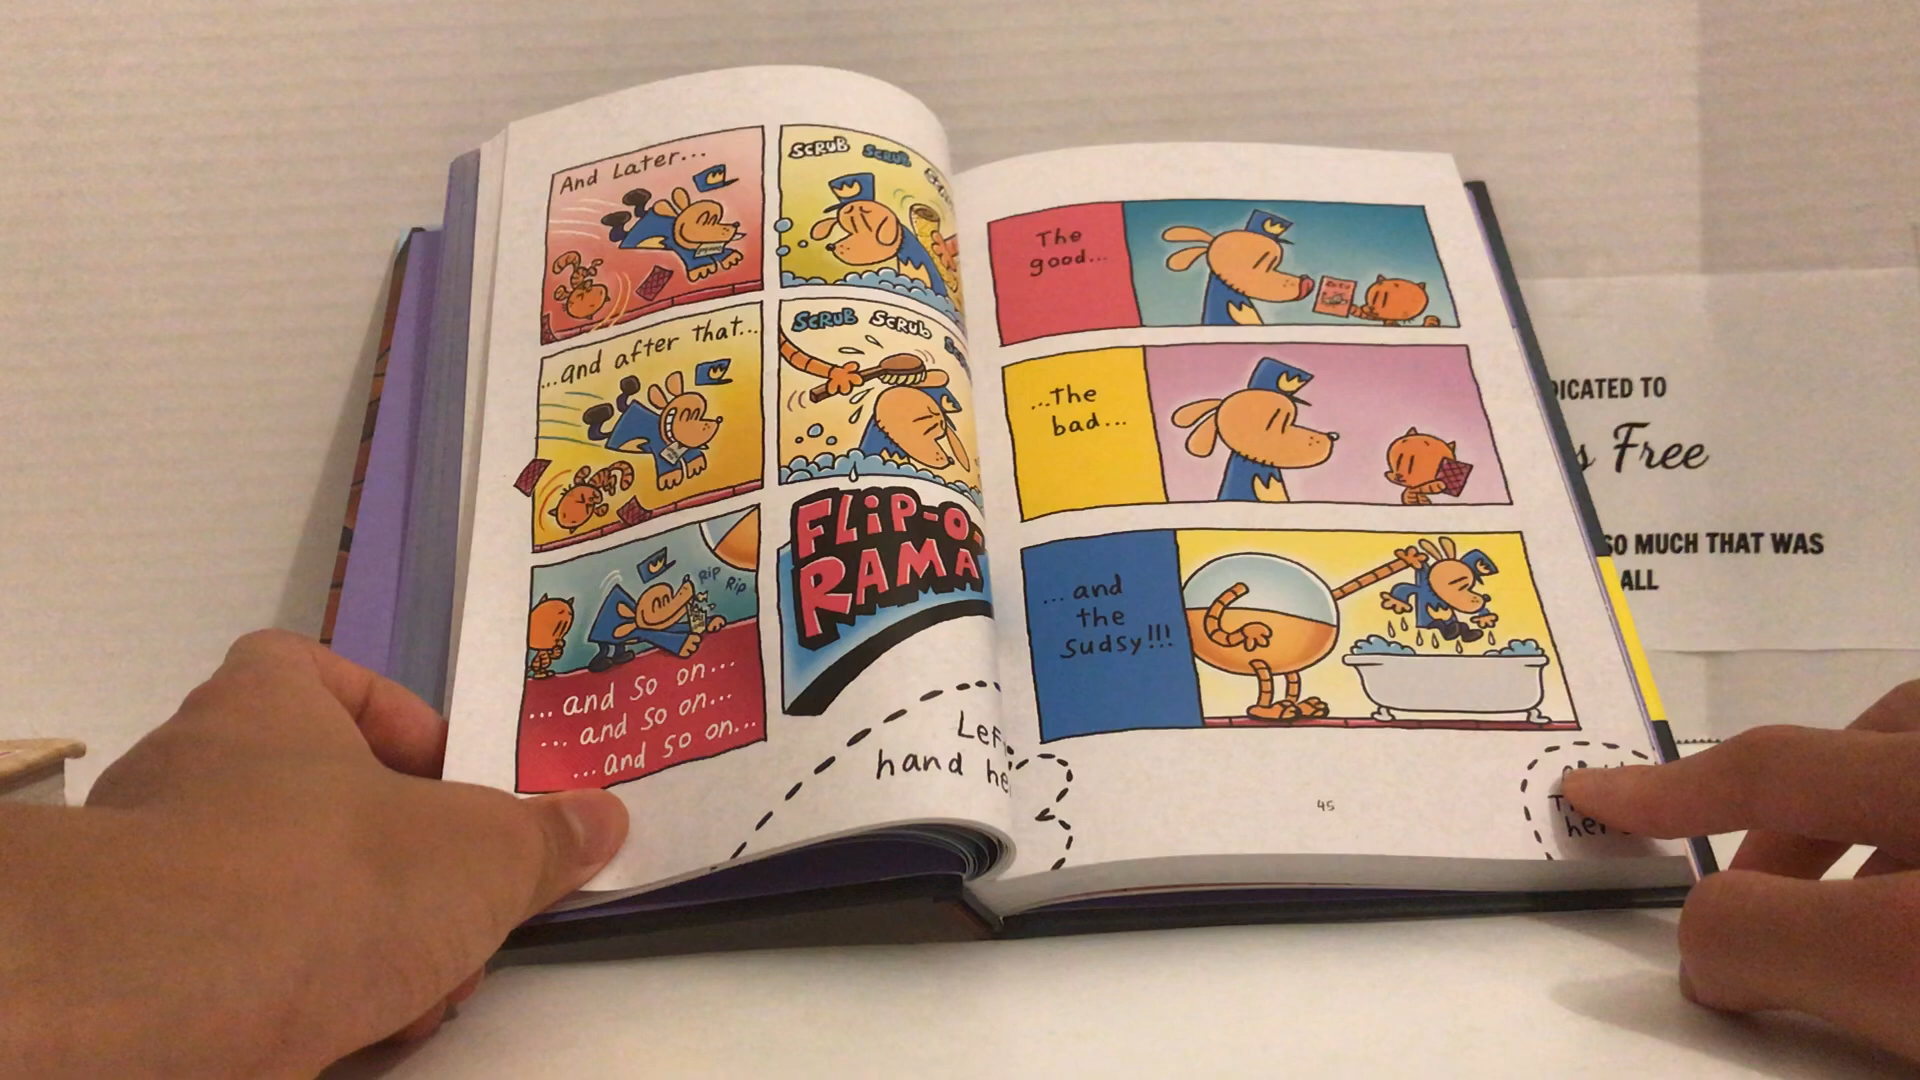 And Later...
...and after that...
RIP
RIP
...and so on...
...and so on...
...and so on...
SCRUB SCRUB
SCRUB SCRUB
FLIP-O-
RAMA
hand
The
good...
...the
bad...
...and
the
sudsy!!!
45
TO
Free
SO MUCH THAT WAS
ALL